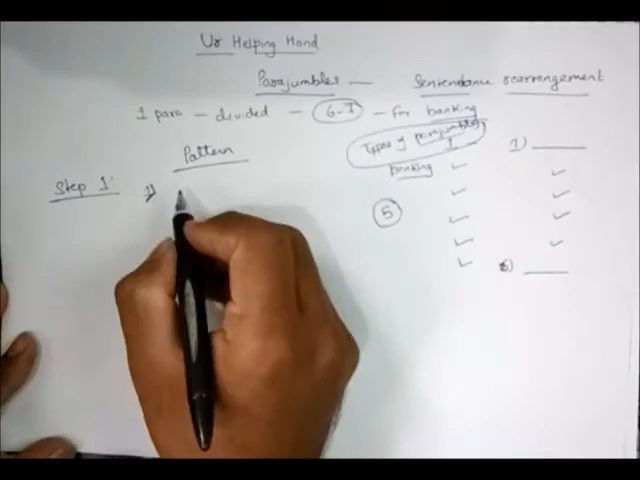 Ur Helping Hand
Parajumbles — Sentendance rearrangement
1 para — divided — 6-7 — for banking
Types of parajumbles
Pattern
banking
1)
Step 1: 1)
5
6)